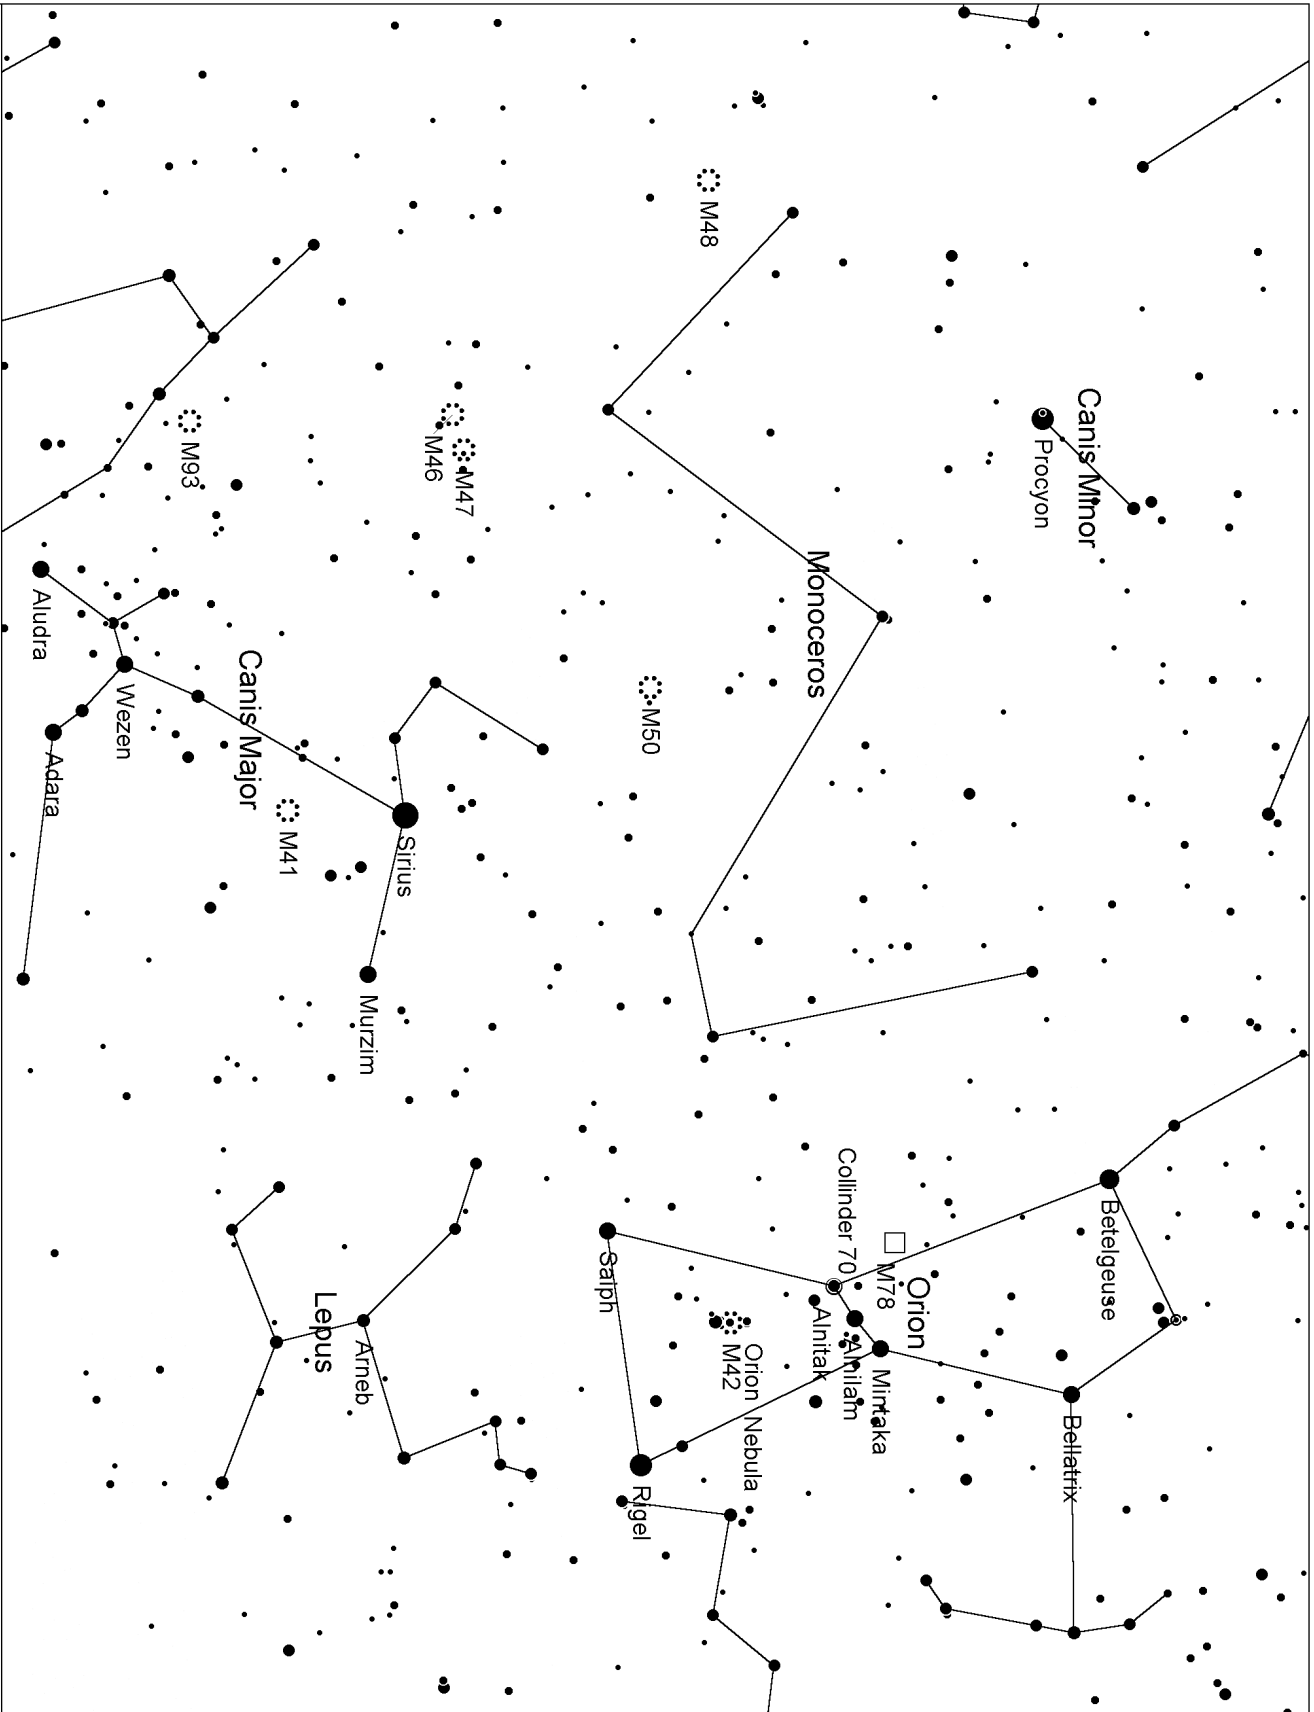 Bellatrix
Betelgeuse
Canis Minor
Procyon
Orion
Mintaka
M78
Alnilam
Collinder 70
Alnitak
Monoceros
Orion Nebula
M42
M48
M50
Rigel
Saiph
M47
M46
Sirius
Murzim
Arneb
Lepus
M41
Canis Major
M93
Wezen
Adara
Aludra